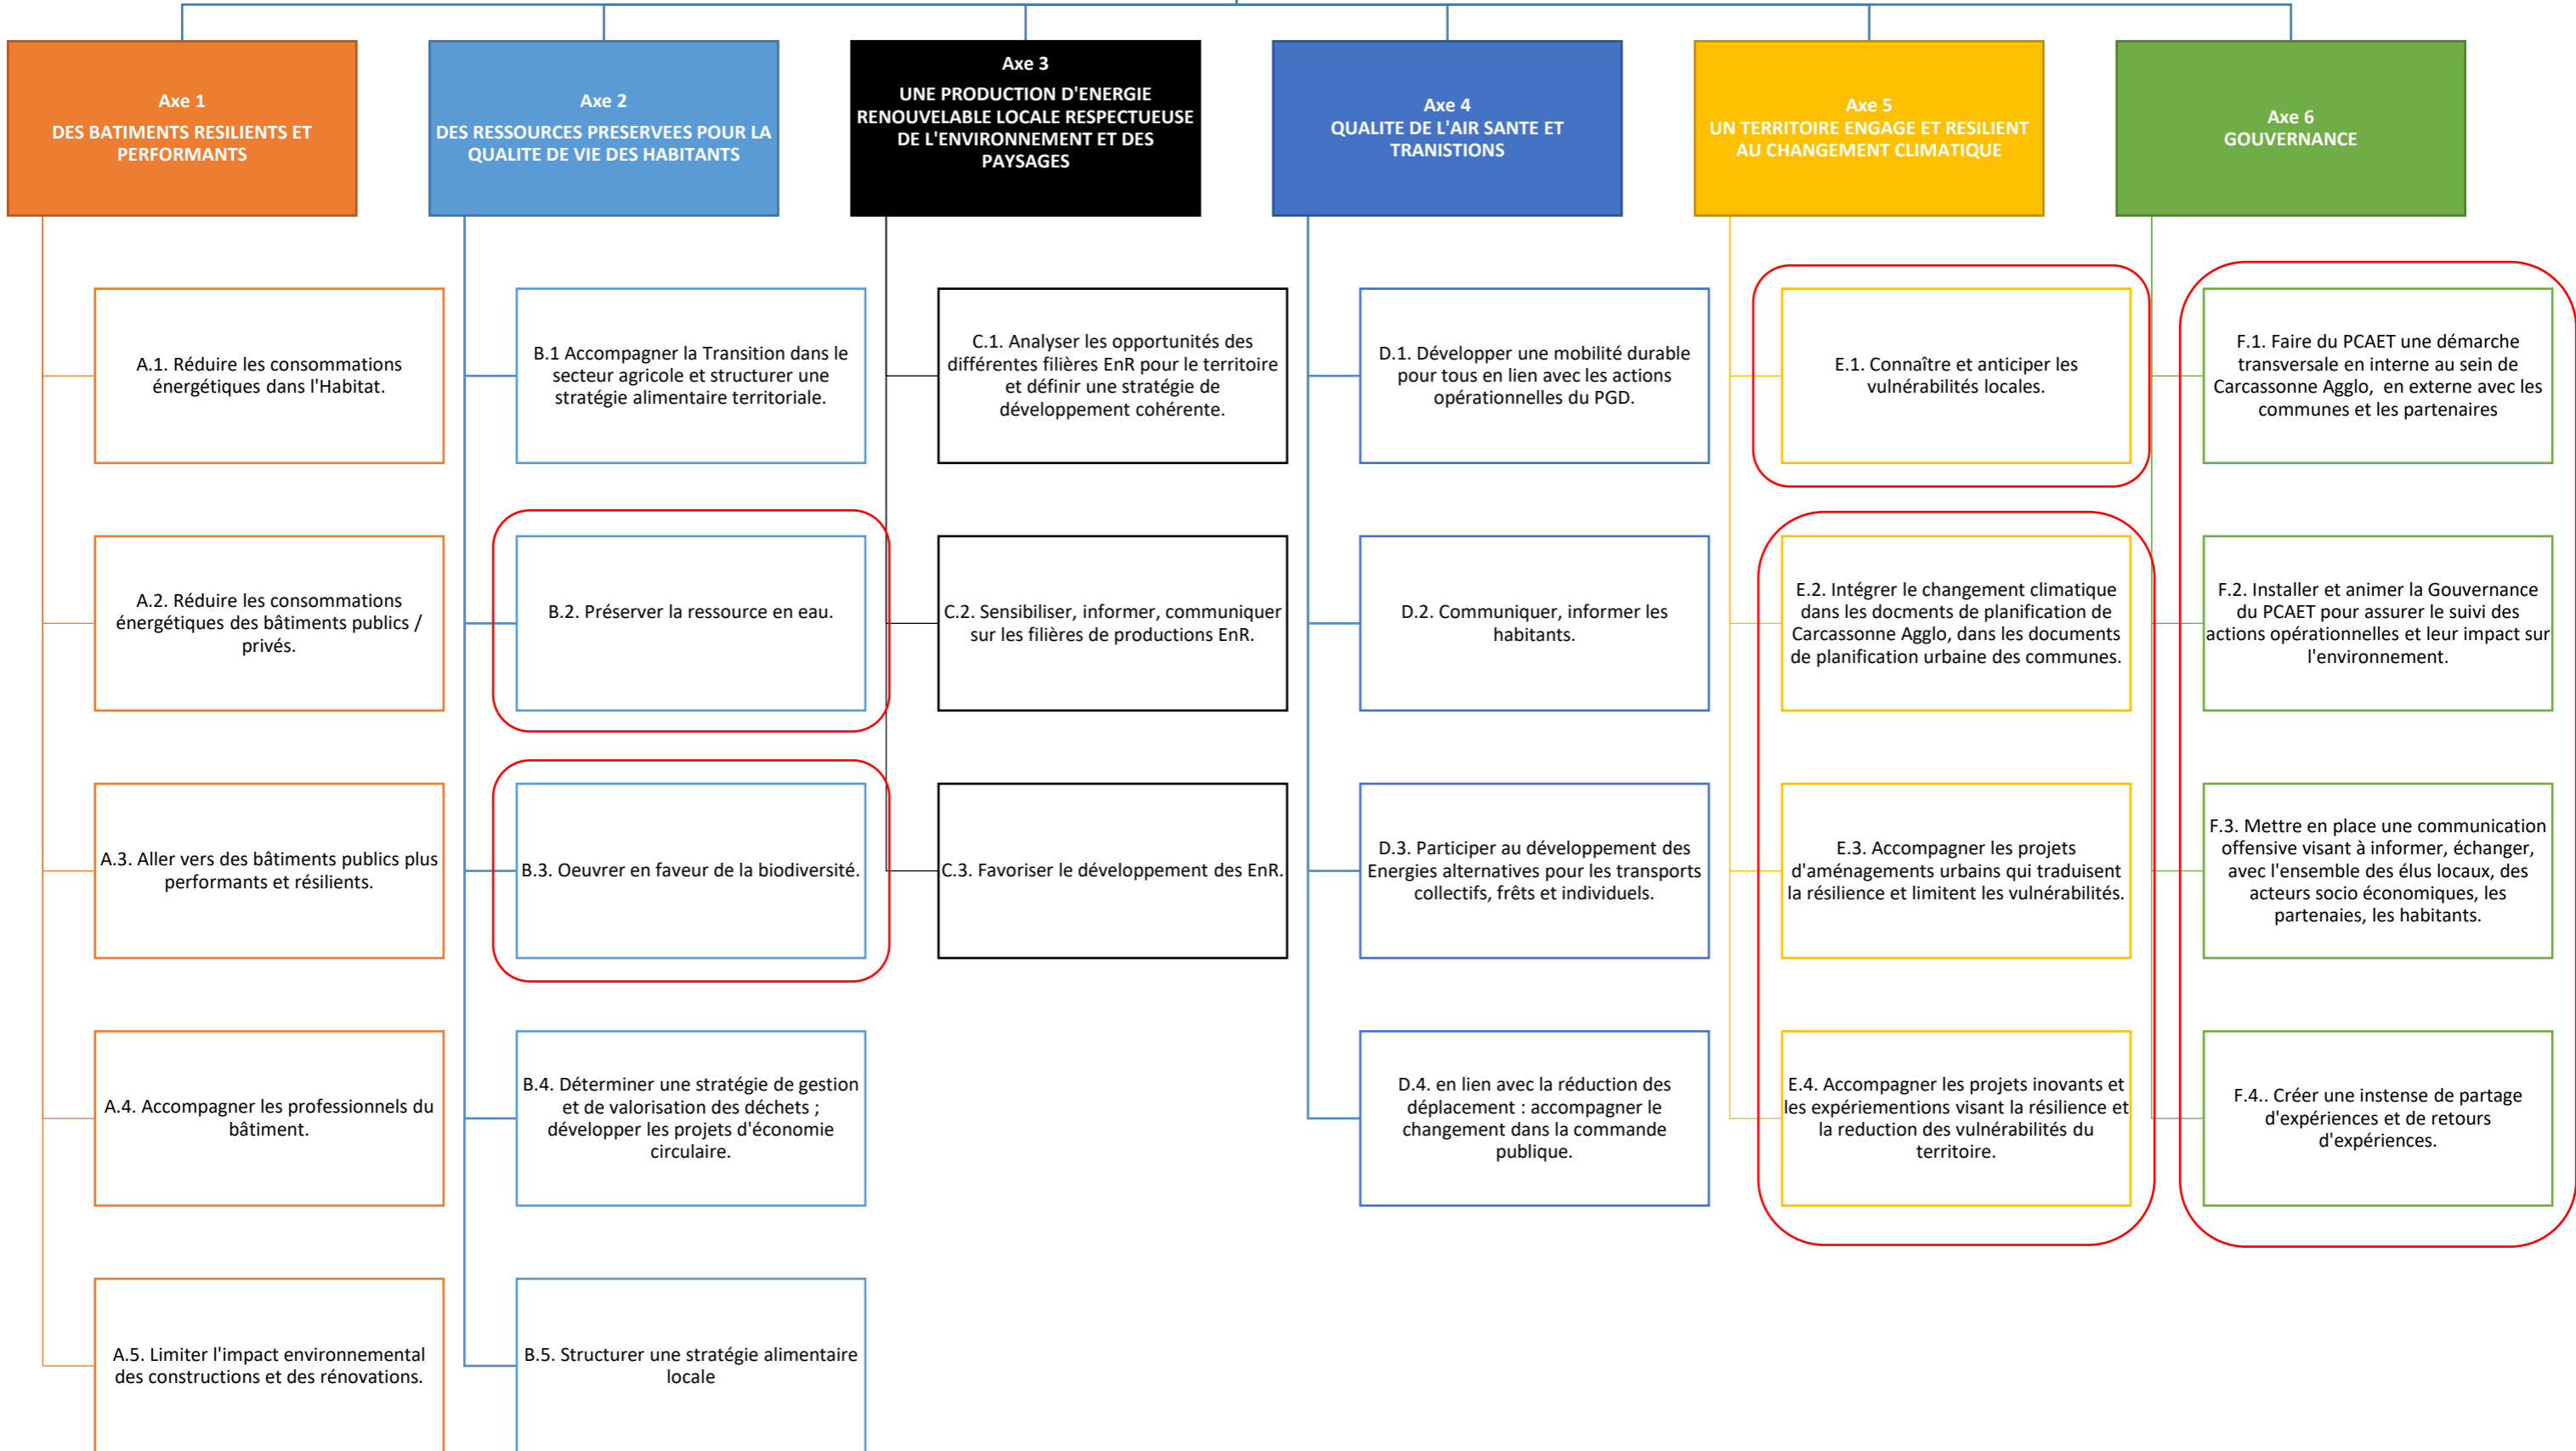 Axe 1
DES BATIMENTS RESILIENTS ET
PERFORMANTS
A.1. Réduire les consommations
énergétiques dans l'Habitat.
A.2. Réduire les consommations
énergétiques des bâtiments publics /
privés.
A.3. Aller vers des bâtiments publics plus
performants et résilients.
A.4. Accompagner les professionnels du
bâtiment.
A.5. Limiter l'impact environnemental
des constructions et des rénovations.
Axe 2
DES RESSOURCES PRESERVEES POUR LA
QUALITE DE VIE DES HABITANTS
B.1 Accompagner la Transition dans le
secteur agricole et structurer une
stratégie alimentaire territoriale.
B.2. Préserver la ressource en eau.
B.3. Oeuvrer en faveur de la biodiversité.
B.4. Déterminer une stratégie de gestion
et de valorisation des déchets ;
développer les projets d'économie
circulaire.
B.5. Structurer une stratégie alimentaire
locale
Axe 3
UNE PRODUCTION D'ENERGIE
RENOUVELABLE LOCALE RESPECTUEUSE
DE L'ENVIRONNEMENT ET DES
PAYSAGES
C.1. Analyser les opportunités des
différentes filières EnR pour le territoire
et définir une stratégie de
développement cohérente.
C.2. Sensibiliser, informer, communiquer
sur les filières de productions EnR.
C.3. Favoriser le développement des EnR.
Axe 4
QUALITE DE L'AIR SANTE ET
TRANISTIONS
D.1. Développer une mobilité durable
pour tous en lien avec les actions
opérationnelles du PGD.
D.2. Communiquer, informer les
habitants.
D.3. Participer au développement des
Energies alternatives pour les transports
collectifs, frêts et individuels.
D.4. en lien avec la réduction des
déplacement : accompagner le
changement dans la commande
publique.
Axe 5
UN TERRITOIRE ENGAGE ET RESILIENT
AU CHANGEMENT CLIMATIQUE
E.1. Connaître et anticiper les
vulnérabilités locales.
E.2. Intégrer le changement climatique
dans les docments de planification de
Carcassonne Agglo, dans les documents
de planification urbaine des communes.
E.3. Accompagner les projets
d'aménagements urbains qui traduisent
la résilience et limitent les vulnérabilités.
E.4. Accompagner les projets inovants et
les expériementions visant la résilience et
la reduction des vulnérabilités du
territoire.
Axe 6
GOUVERNANCE
F.1. Faire du PCAET une démarche
transversale en interne au sein de
Carcassonne Agglo, en externe avec les
communes et les partenaires
F.2. Installer et animer la Gouvernance
du PCAET pour assurer le suivi des
actions opérationnelles et leur impact sur
l'environnement.
F.3. Mettre en place une communication
offensive visant à informer, échanger,
avec l'ensemble des élus locaux, des
acteurs socio économiques, les
partenaies, les habitants.
F.4.. Créer une instense de partage
d'expériences et de retours
d'expériences.